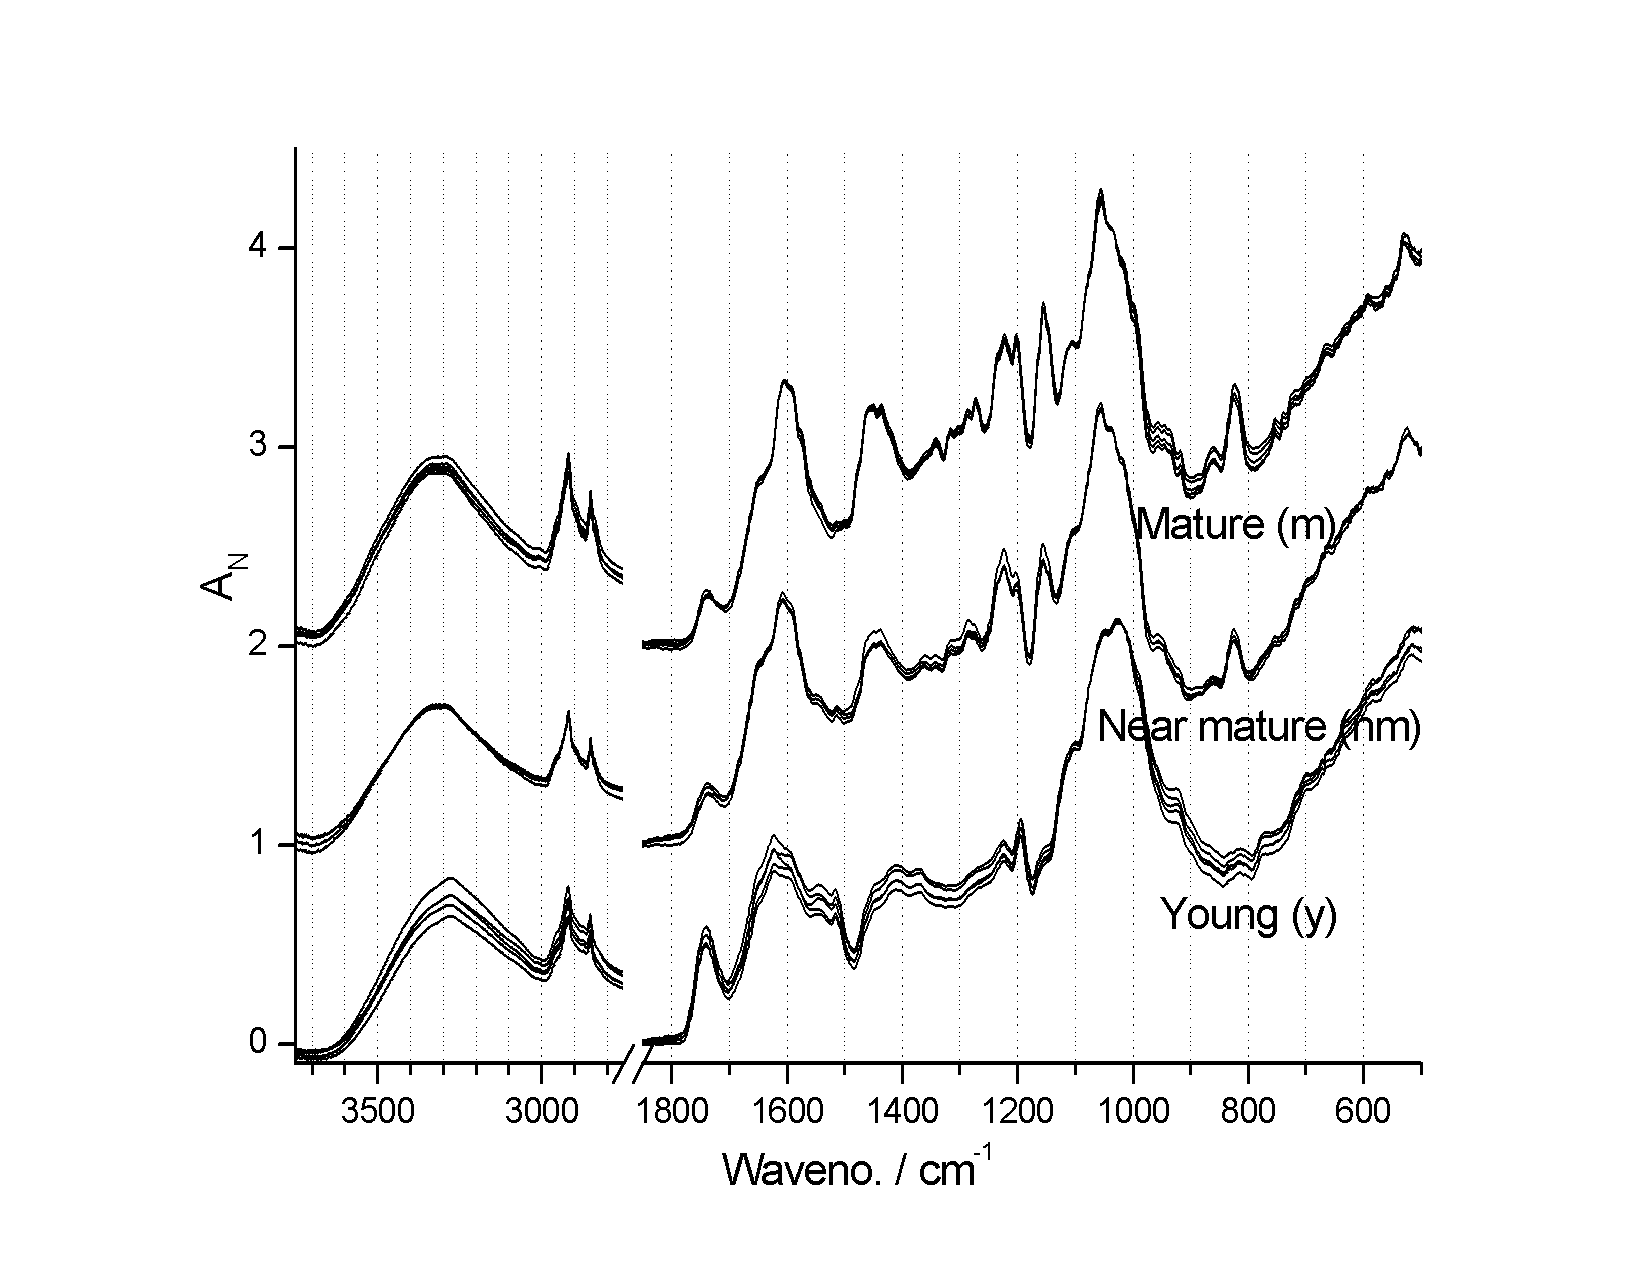 4
3
2
1
0
A_N
Mature (m)
Near mature (nm)
Young (y)
3500 3000 1800 1600 1400 1200 1000 800 600
Waveno. / cm⁻¹